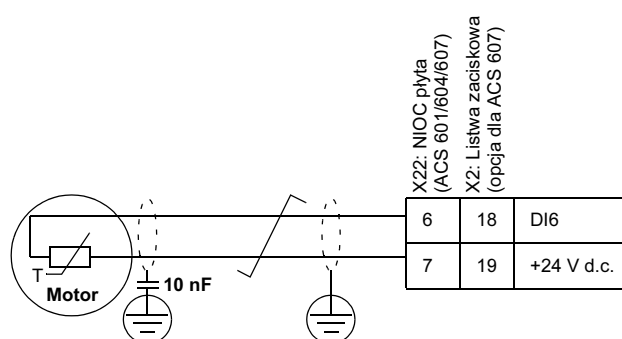 X22: NIOC płyta
(ACS 601/604/607)
X2: Listwa zaciskowa
(opcja dla ACS 607)
6 18 DI6
7 19 +24 V d.c.
T
Motor
10 nF